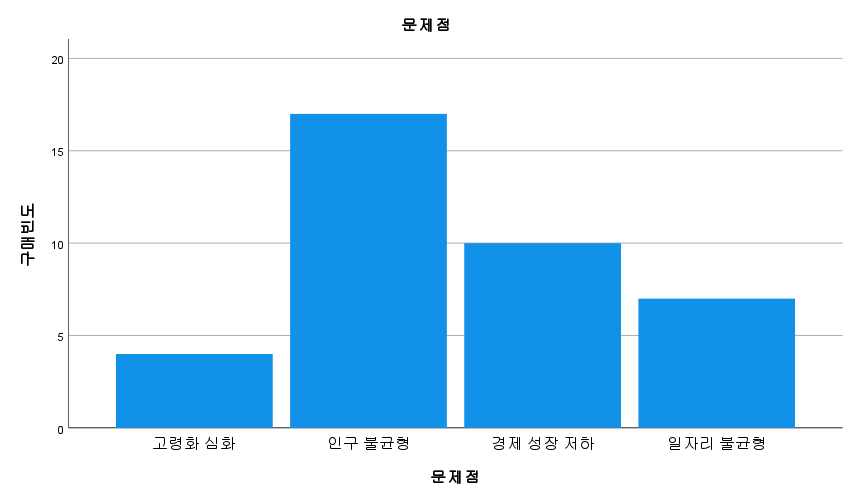 문제점
20
15
10
5
0
구매빈도
고령화 심화
인구 불균형
경제 성장 저하
일자리 불균형
문제점